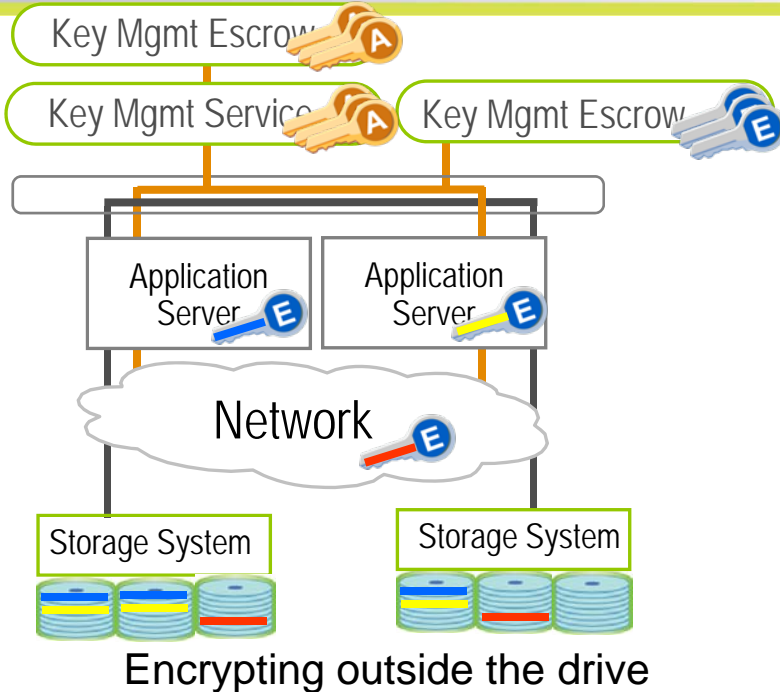 Key Mgmt Escrow
A
Key Mgmt Service
A
Key Mgmt Escrow
E
Application
Server
E
Application
Server
E
Network
E
Storage System
Storage System
Encrypting outside the drive